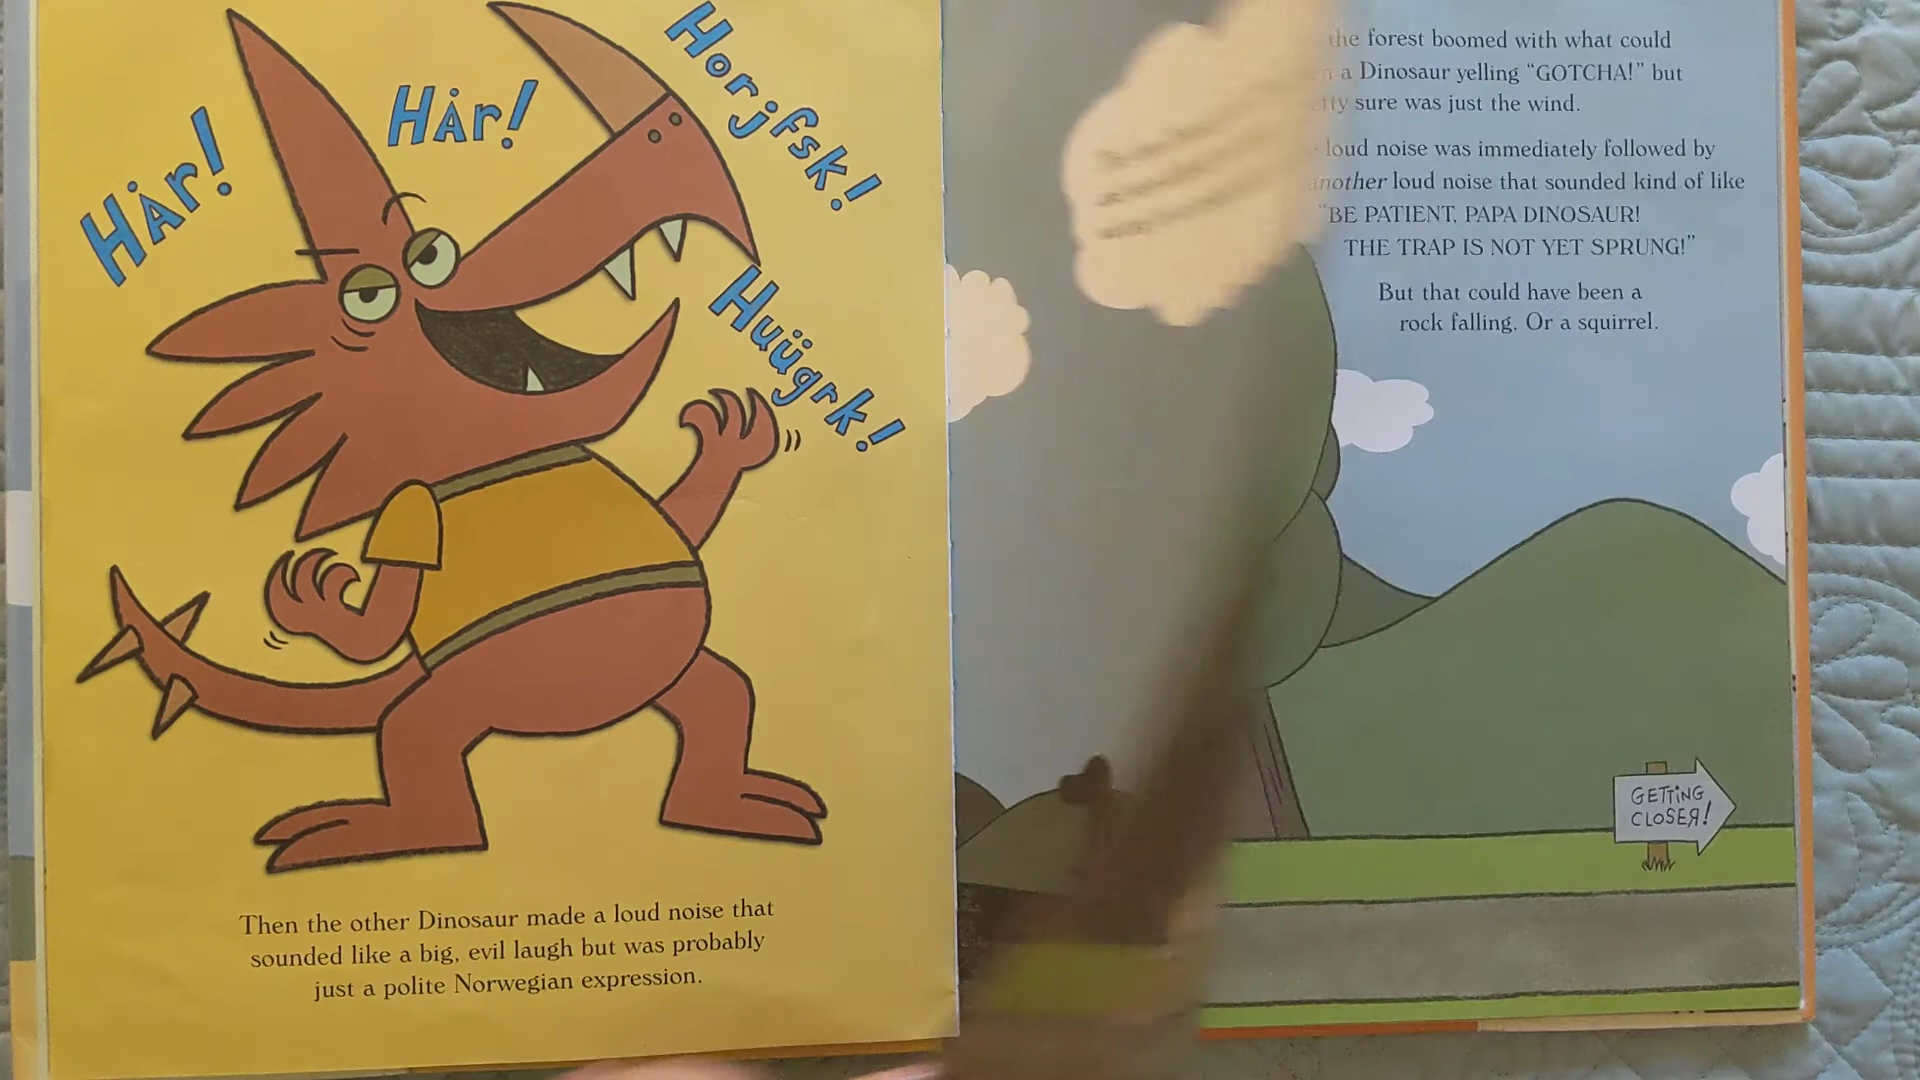 HÅr!
HÅr!
Horjfsk!
Huügrk!
Then the other Dinosaur made a loud noise that
sounded like a big, evil laugh but was probably
just a polite Norwegian expression.
the forest boomed with what could
a Dinosaur yelling “GOTCHA!” but
sure was just the wind.
loud noise was immediately followed by
another loud noise that sounded kind of like
“BE PATIENT, PAPA DINOSAUR!
THE TRAP IS NOT YET SPRUNG!”
But that could have been a
rock falling. Or a squirrel.
GETTiNG
CLOSER!